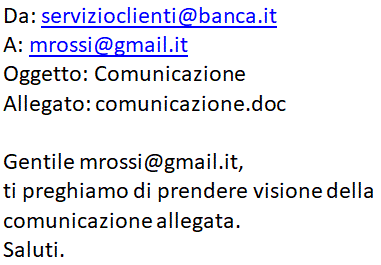 Da: servizioclienti@banca.it
A: mrossi@gmail.it
Oggetto: Comunicazione
Allegato: comunicazione.doc
Gentile mrossi@gmail.it,
ti preghiamo di prendere visione della
comunicazione allegata.
Saluti.